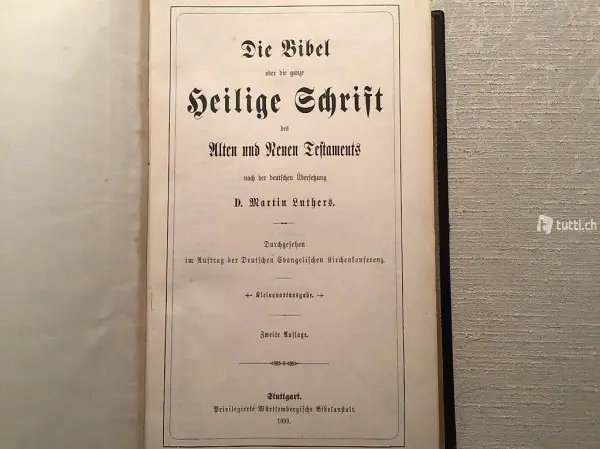 Die Bibel
oder die ganze
Heilige Schrift
des
Alten und Neuen Testaments
nach der deutschen Übersetzung
D. Martin Luthers.
Durchgesehen
im Auftrag der Deutschen Evangelischen Kirchenkonferenz.
Kleinquartausgabe.
Zweite Auflage.
Stuttgart.
Privilegierte Württembergische Bibelanstalt.
1899.
tutti.ch